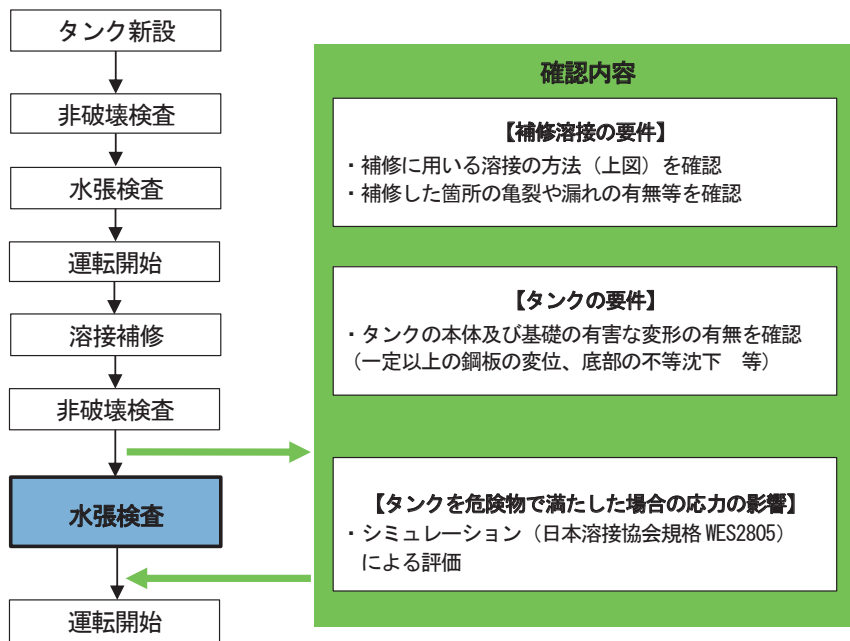 タンク新設
非破壊検査
水張検査
運転開始
溶接補修
非破壊検査
水張検査
運転開始
確認内容
【補修溶接の要件】
・補修に用いる溶接の方法（上図）を確認
・補修した箇所の亀裂や漏れの有無等を確認
【タンクの要件】
・タンクの本体及び基礎の有害な変形の有無を確認
（一定以上の鋼板の変位、底部の不等沈下　等）
【タンクを危険物で満たした場合の応力の影響】
・シミュレーション（日本溶接協会規格 WES2805）
による評価